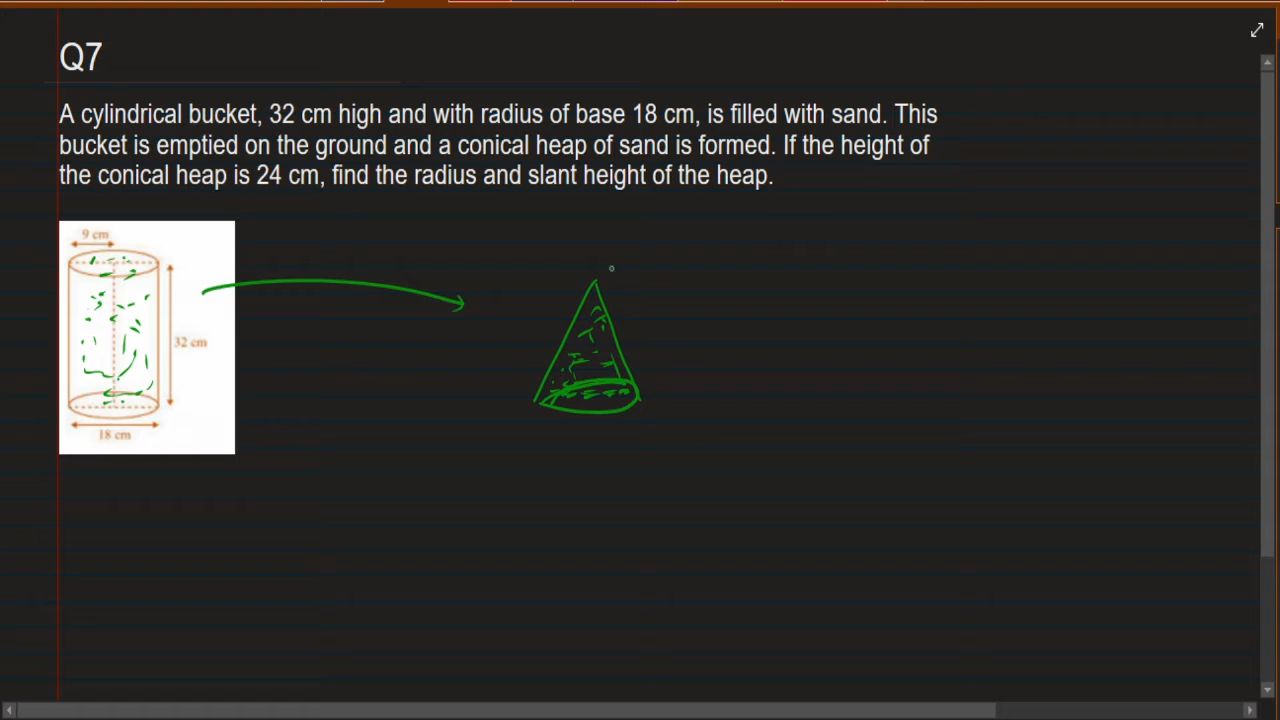 Q7
A cylindrical bucket, 32 cm high and with radius of base 18 cm, is filled with sand. This
bucket is emptied on the ground and a conical heap of sand is formed. If the height of
the conical heap is 24 cm, find the radius and slant height of the heap.
9 cm
32 cm
18 cm